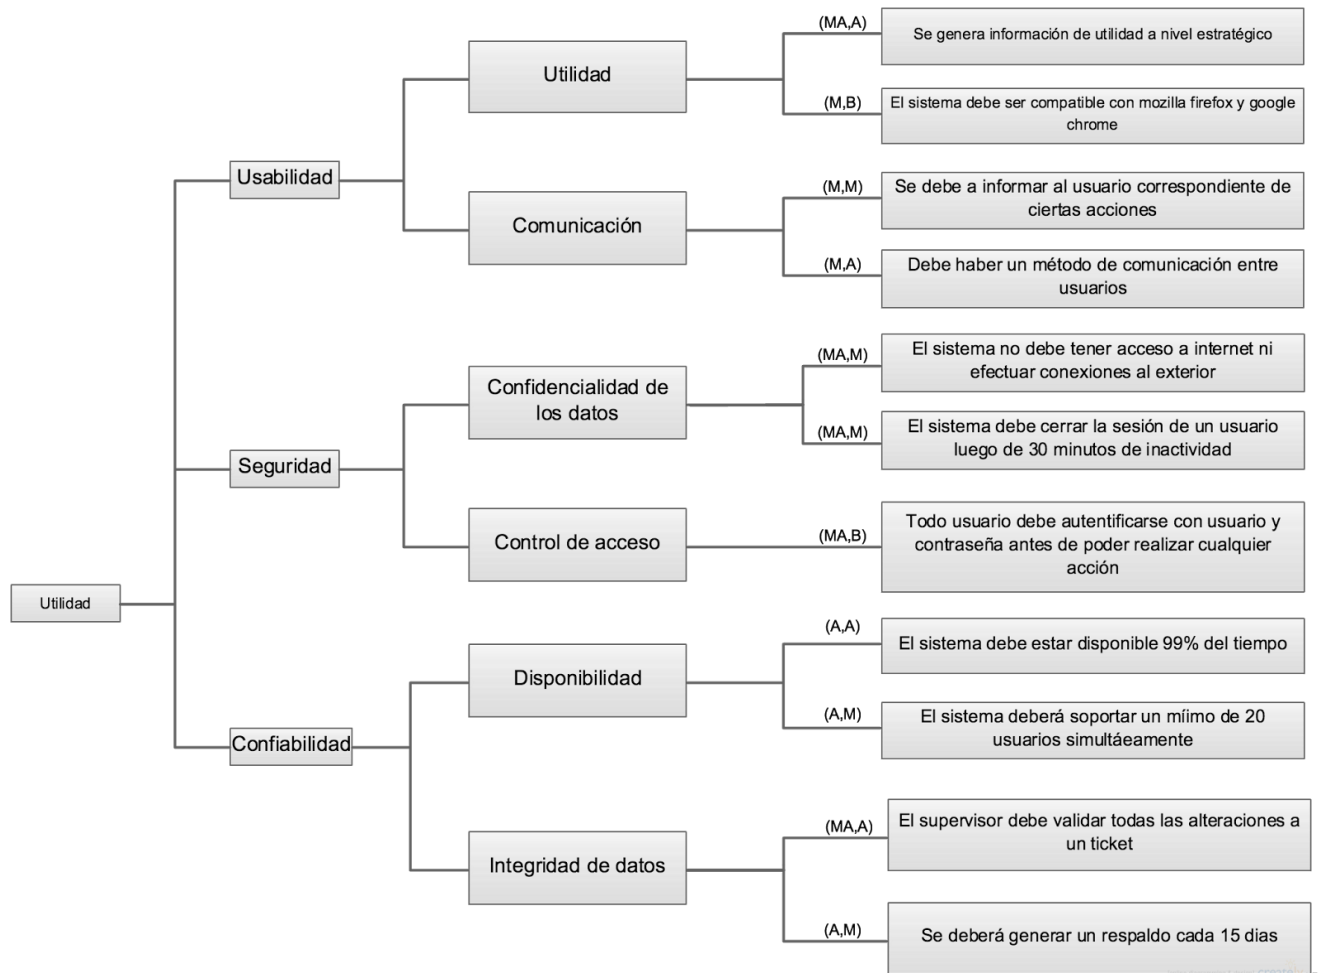 (MA,A)
Se genera información de utilidad a nivel estratégico
Utilidad
(M,B)
El sistema debe ser compatible con mozilla firefox y google
chrome
Usabilidad
(M,M)
Se debe a informar al usuario correspondiente de
ciertas acciones
Comunicación
(M,A)
Debe haber un método de comunicación entre
usuarios
(MA,M)
El sistema no debe tener acceso a internet ni
efectuar conexiones al exterior
Confidencialidad de
los datos
(MA,M)
El sistema debe cerrar la sesión de un usuario
luego de 30 minutos de inactividad
Seguridad
Control de acceso
(MA,B)
Todo usuario debe autentificarse con usuario y
contraseña antes de poder realizar cualquier
acción
Utilidad
(A,A)
El sistema debe estar disponible 99% del tiempo
Disponibilidad
(A,M)
El sistema deberá soportar un míimo de 20
usuarios simultáeamente
Confiabilidad
(MA,A)
El supervisor debe validar todas las alteraciones a
un ticket
Integridad de datos
(A,M)
Se deberá generar un respaldo cada 15 dias